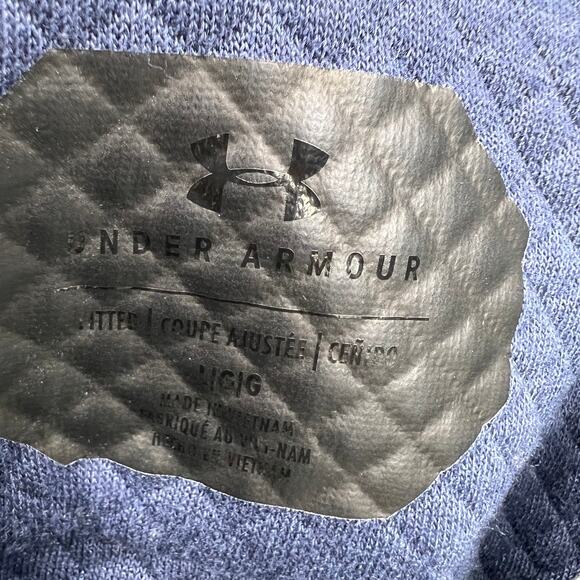 UNDER ARMOUR
FITTED | COUPE AJUSTÉE | CEÑIDO
L|G|G
MADE IN VIETNAM
FABRIQUÉ AU VIET-NAM
HECHO EN VIETNAM